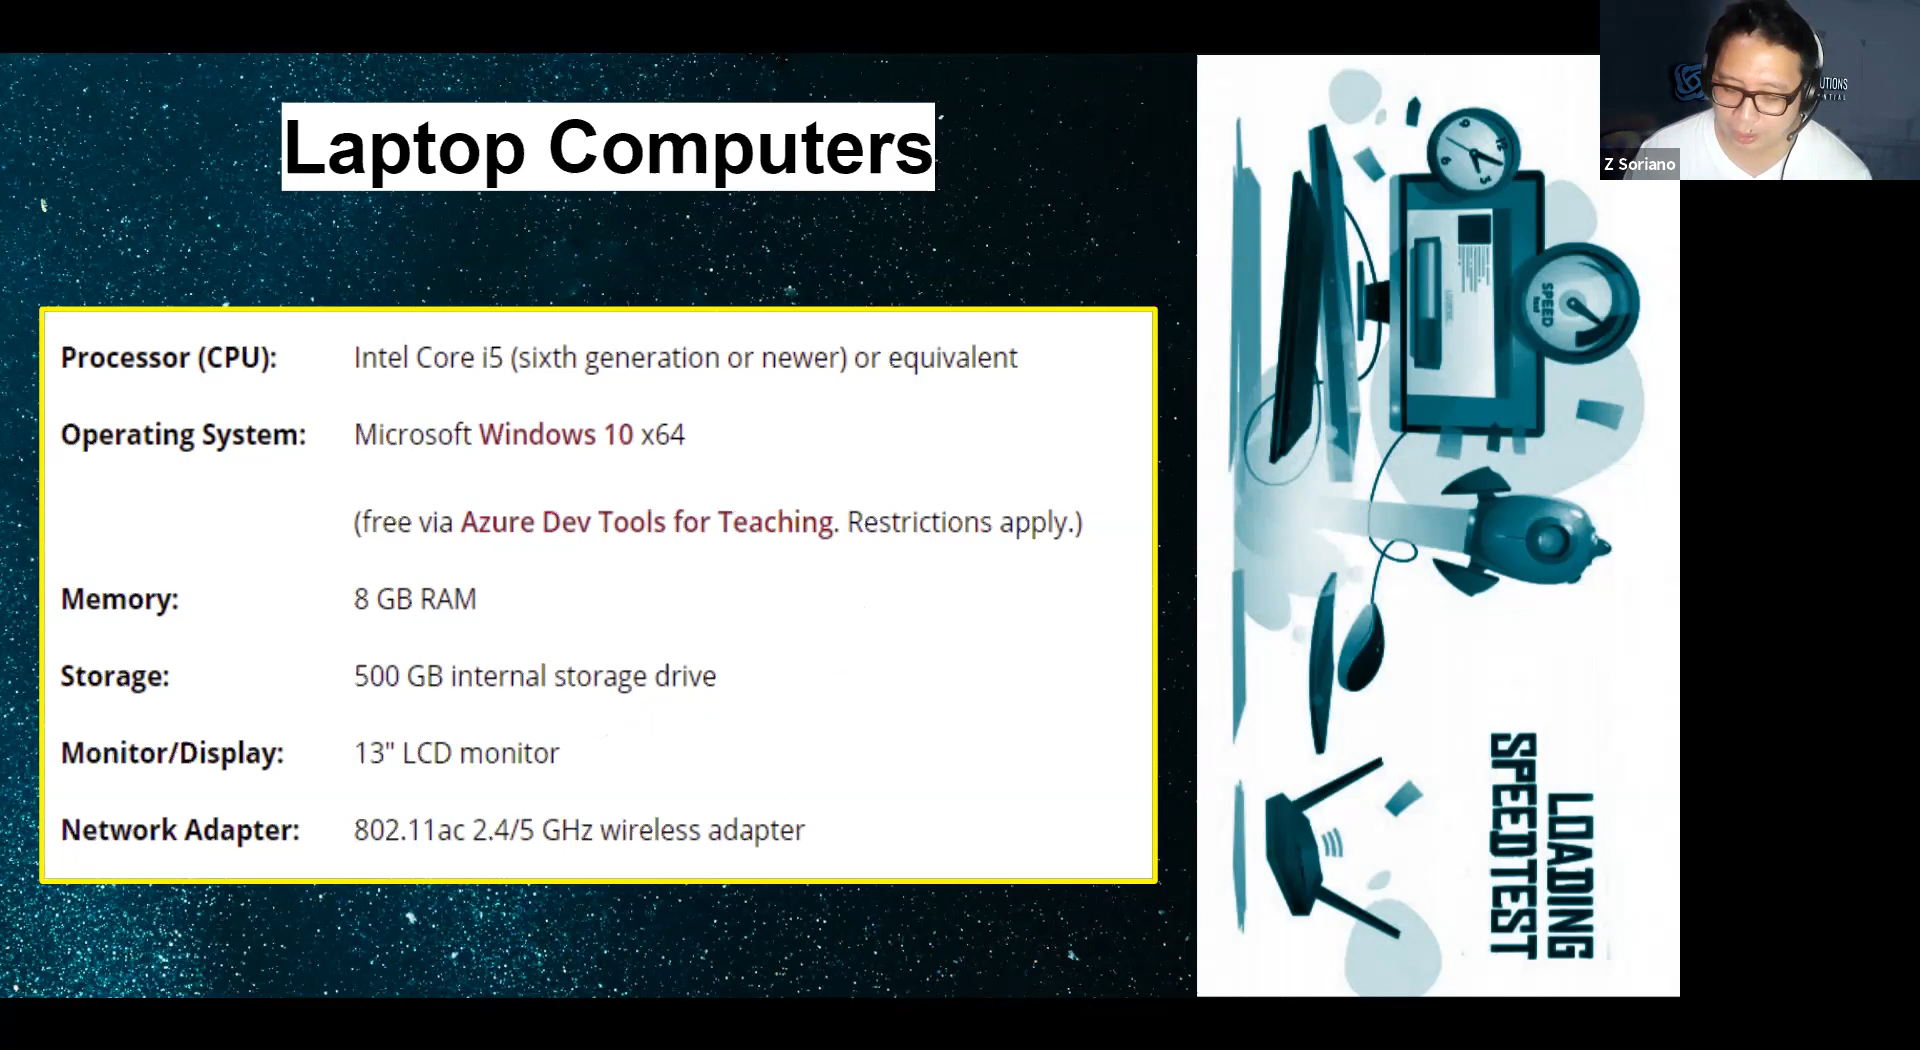 Laptop Computers
Processor (CPU): Intel Core i5 (sixth generation or newer) or equivalent
Operating System: Microsoft Windows 10 x64
(free via Azure Dev Tools for Teaching. Restrictions apply.)
Memory: 8 GB RAM
Storage: 500 GB internal storage drive
Monitor/Display: 13" LCD monitor
Network Adapter: 802.11ac 2.4/5 GHz wireless adapter
SPEED
LOADING
SPEEDTEST
UTIONS
Z Soriano